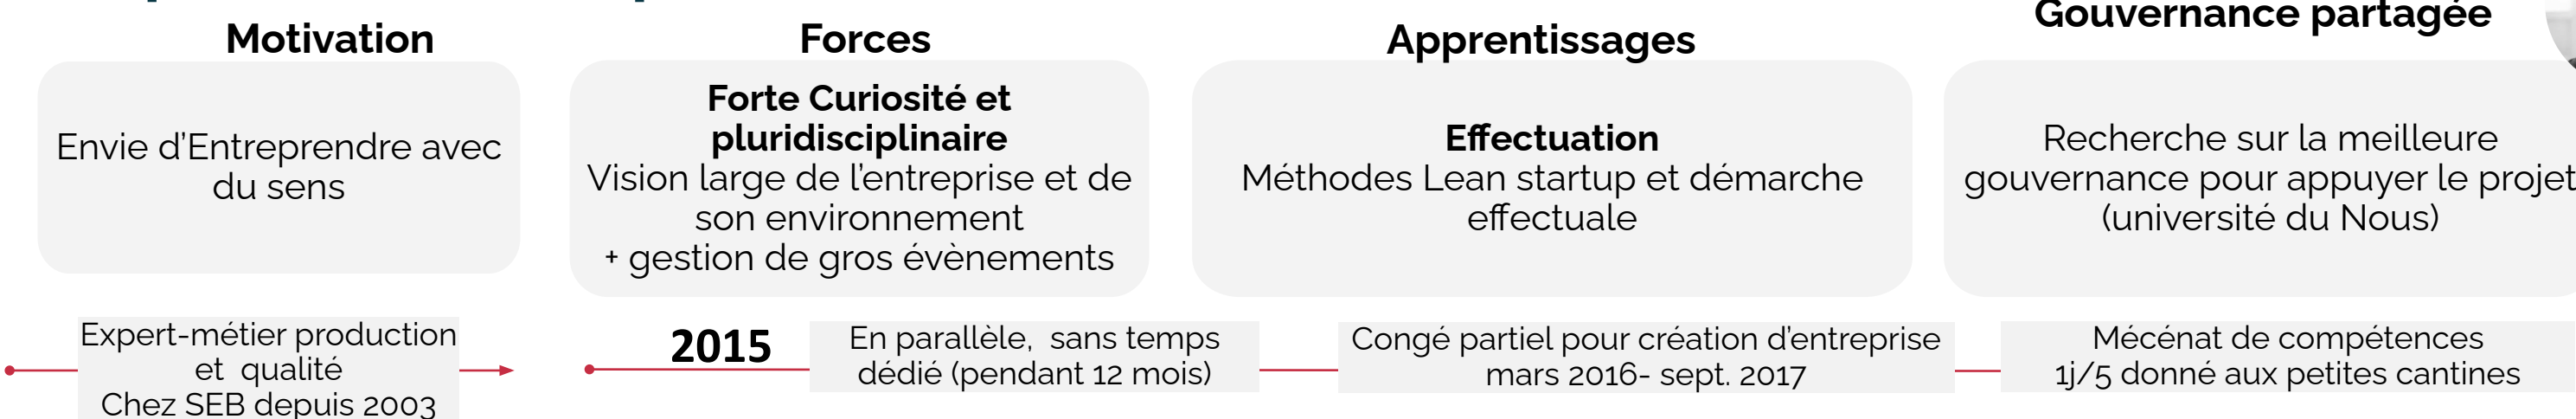 Motivation
Envie d’Entreprendre avec
du sens
Expert-métier production
et  qualité
Chez SEB depuis 2003
Forces
Forte Curiosité et
pluridisciplinaire
Vision large de l’entreprise et de
son environnement
+ gestion de gros évènements
2015
En parallèle,  sans temps
dédié (pendant 12 mois)
Apprentissages
Effectuation
Méthodes Lean startup et démarche
effectuale
Congé partiel pour création d’entreprise
mars 2016- sept. 2017
Gouvernance partagée
Recherche sur la meilleure
gouvernance pour appuyer le projet
(université du Nous)
Mécénat de compétences
1j/5 donné aux petites cantines